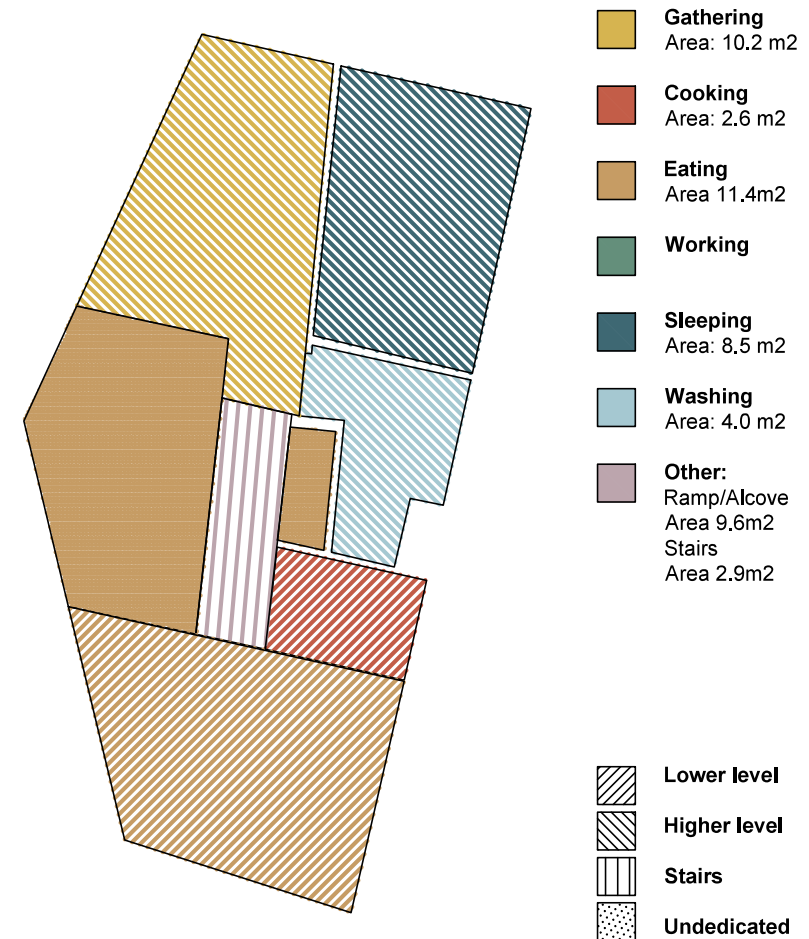 Gathering
Area: 10.2 m2
Cooking
Area: 2.6 m2
Eating
Area 11.4m2
Working
Sleeping
Area: 8.5 m2
Washing
Area: 4.0 m2
Other:
Ramp/Alcove
Area 9.6m2
Stairs
Area 2.9m2
Lower level
Higher level
Stairs
Undedicated